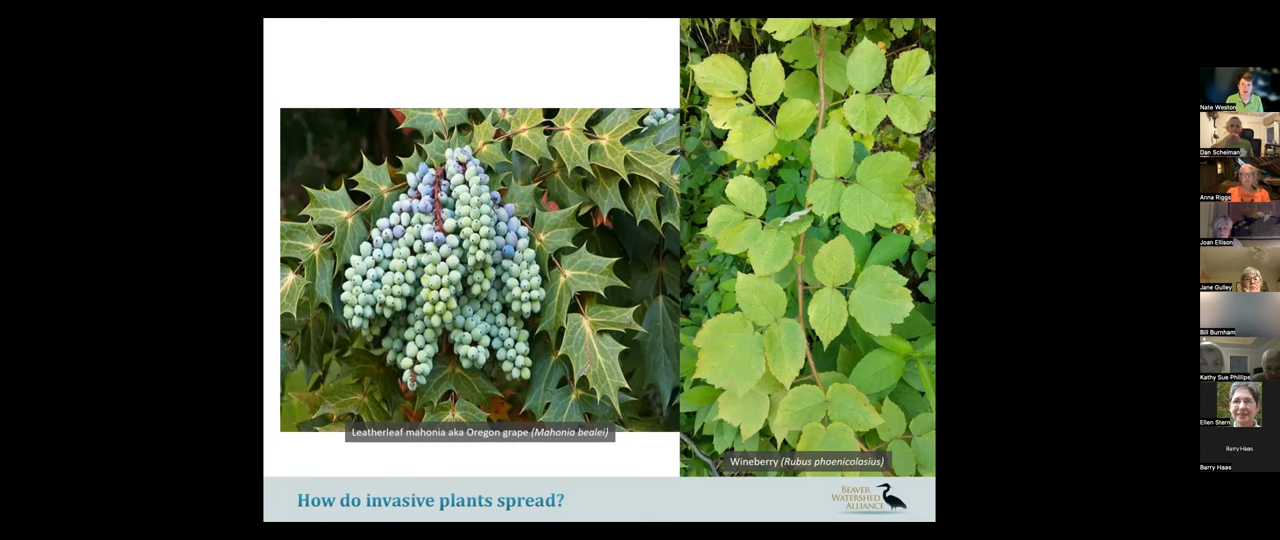 Leatherleaf mahonia aka Oregon grape (Mahonia bealei)
Wineberry (Rubus phoenicolasius)
How do invasive plants spread?
BEAVER
WATERSHED
ALLIANCE
Nate Weston
Dan Scheiman
Anna Riggs
Joan Ellison
Jane Gulley
Bill Burnham
Kathy Sue Phillips
Ellen Stern
Barry Haas
Barry Haas